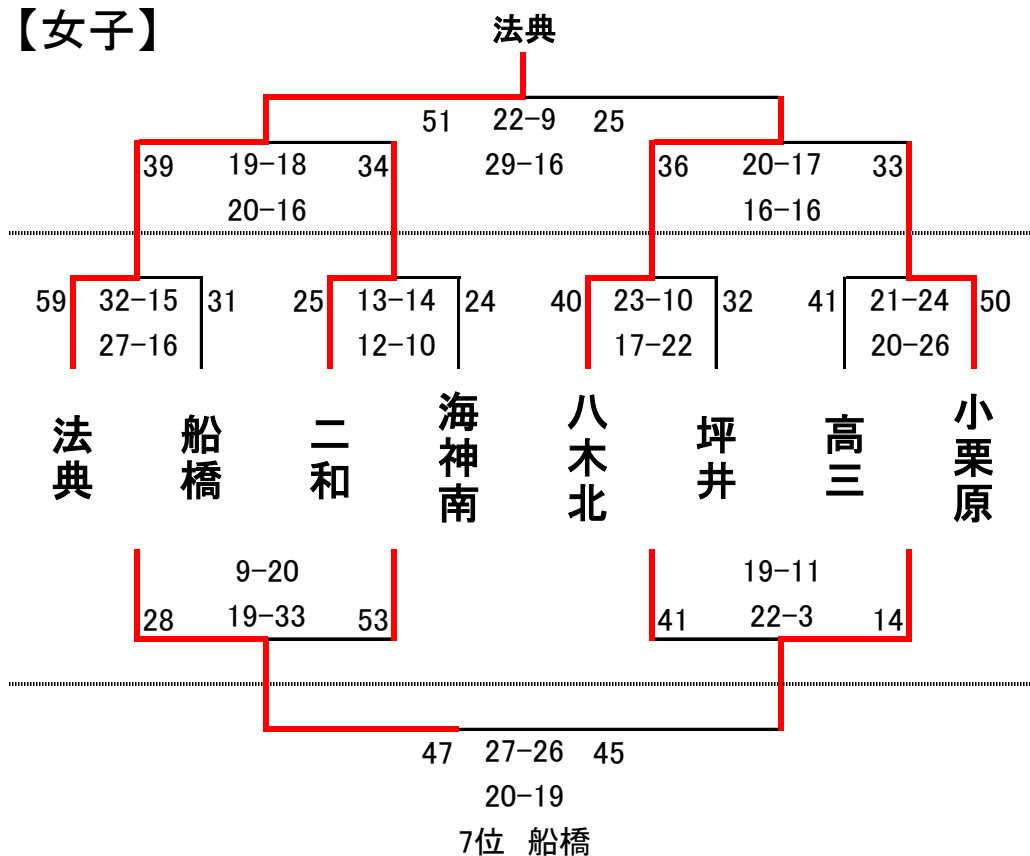 【女子】
法典
51 22-9 25
29-16
39 19-18 34
20-16
36 20-17 33
16-16
59 32-15 31
27-16
25 13-14 24
12-10
40 23-10 32
17-22
41 21-24 50
20-26
法典
船橋
二和
海神南
八木北
坪井
高三
小栗原
9-20
28 19-33 53
19-11
41 22-3 14
47 27-26 45
20-19
7位 船橋